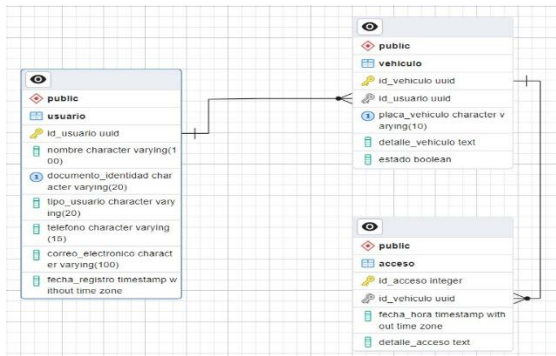 public
usuario
id_usuario uuid
nombre character varying(1
00)
documento_identidad char
acter varying(20)
tipo_usuario character vary
ing(20)
telefono character varying
(15)
correo_electronico charact
er varying(100)
fecha_registro timestamp w
ithout time zone
public
vehiculo
id_vehiculo uuid
id_usuario uuid
placa_vehiculo character v
arying(10)
detalle_vehiculo text
estado boolean
public
acceso
id_acceso integer
id_vehiculo uuid
fecha_hora timestamp with
out time zone
detalle_acceso text